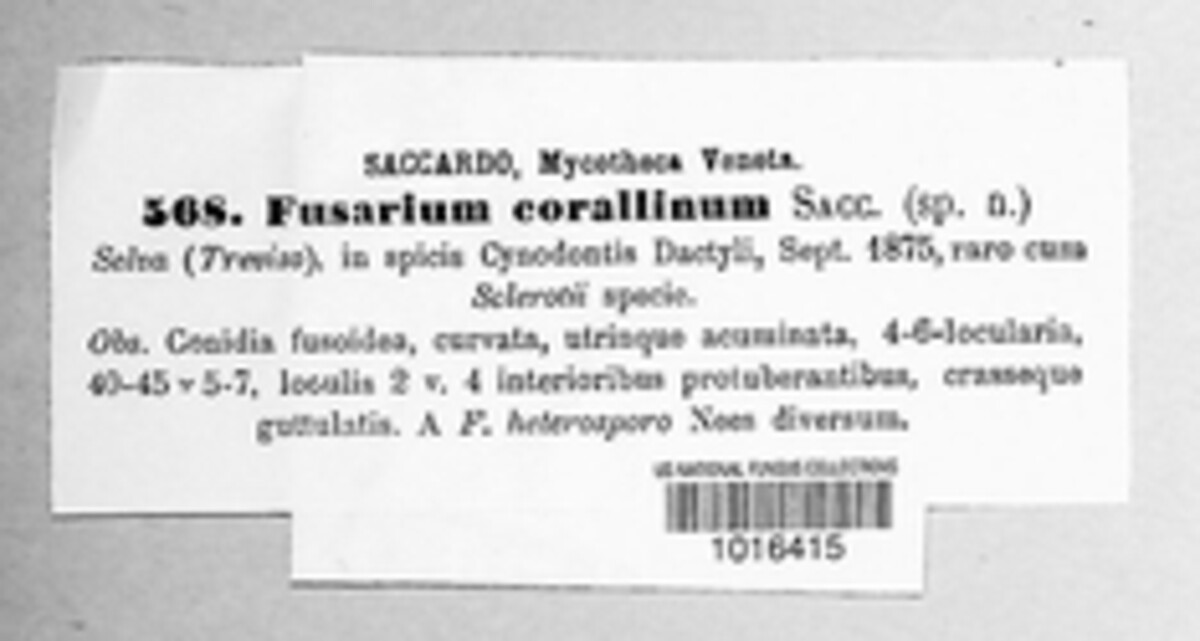 SACCARDO, Mycotheca Veneta.
568. Fusarium corallinum SACC. (sp. n.)
Selva (Treviso), in spicis Cynodontis Dactyli, Sept. 1875, raro cum
Sclerotii specie.
Obs. Conidia fusoidea, curvata, utrinque acuminata, 4-6-locularia,
40-45 v 5-7, loculis 2 v. 4 interioribus protuberantibus, crasseque
guttulatis. A F. heterosporo Nees diversum.
US NATIONAL FUNGUS COLLECTIONS
1016415